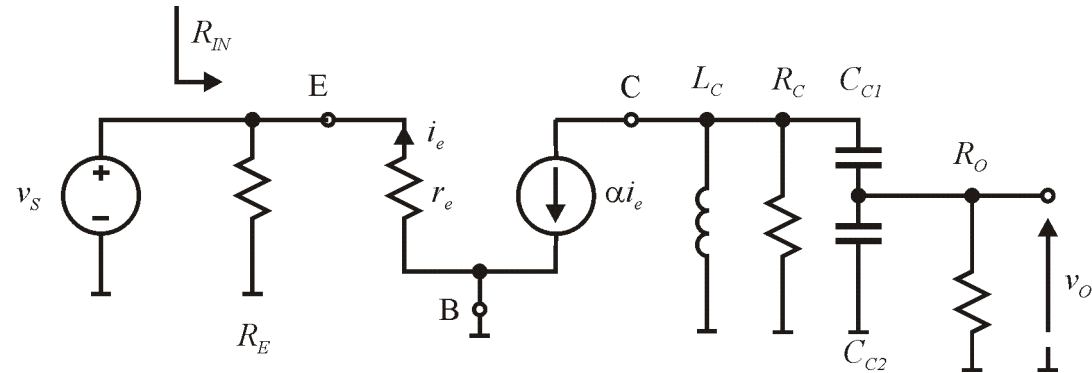 R_IN
E
C
L_C
R_C
C_C1
i_e
r_e
αi_e
R_O
v_S
+
−
B
v_O
R_E
C_C2